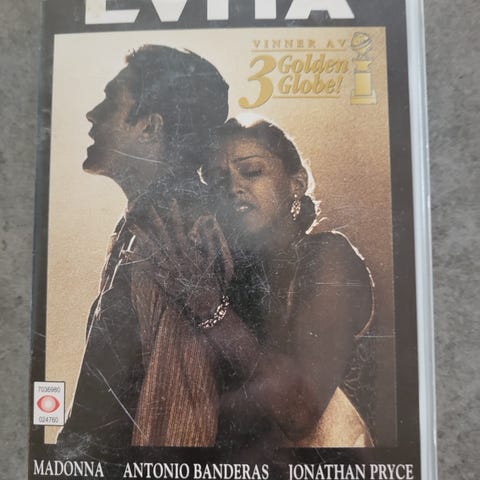 EVITA
VINNER AV
3 Golden
Globe!
7036980
024760
MADONNA ANTONIO BANDERAS JONATHAN PRYCE